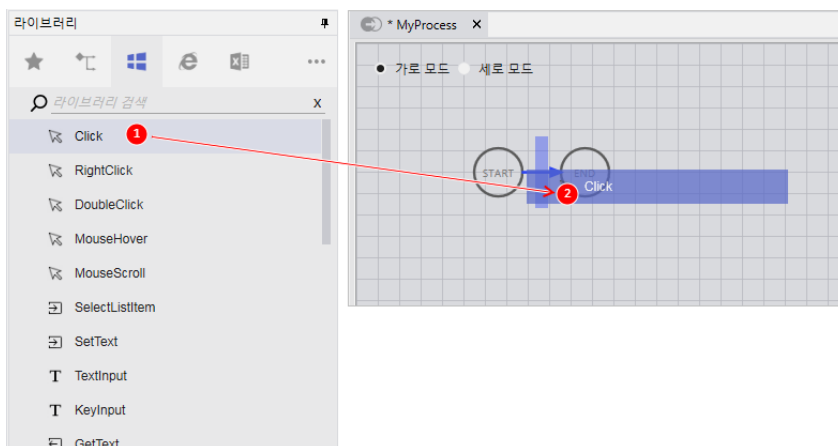 라이브러리
라이브러리 검색
X
Click
1
RightClick
DoubleClick
MouseHover
MouseScroll
SelectListItem
SetText
TextInput
KeyInput
GetText
* MyProcess
가로 모드
세로 모드
START
END
2
Click